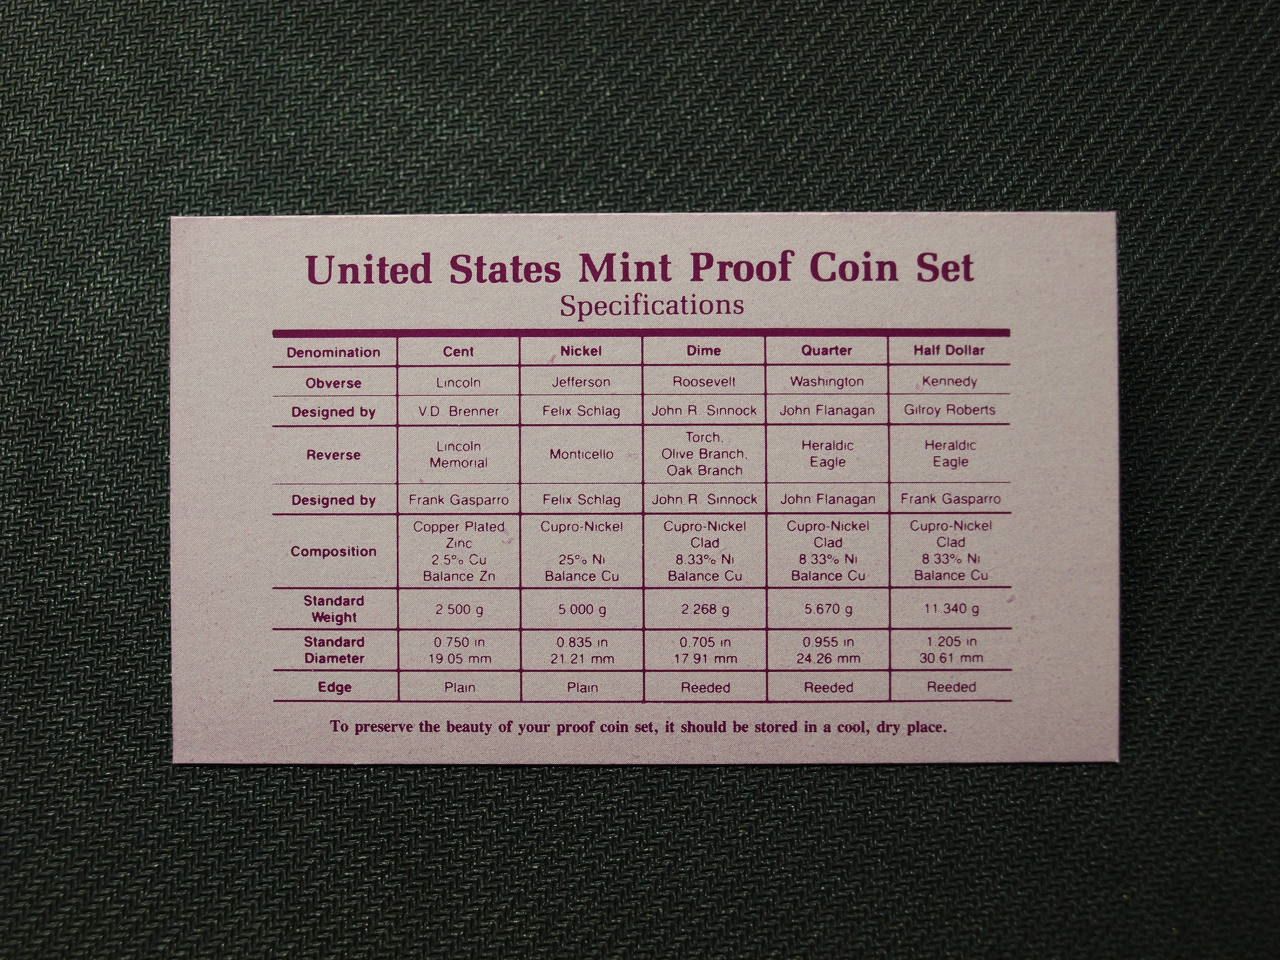 United States Mint Proof Coin Set
Specifications
Denomination Cent Nickel Dime Quarter Half Dollar
Obverse Lincoln Jefferson Roosevelt Washington Kennedy
Designed by V.D. Brenner Felix Schlag John R. Sinnock John Flanagan Gilroy Roberts
Reverse Lincoln Memorial Monticello Torch, Olive Branch, Oak Branch Heraldic Eagle Heraldic Eagle
Designed by Frank Gasparro Felix Schlag John R. Sinnock John Flanagan Frank Gasparro
Composition Copper Plated Zinc 2.5% Cu Balance Zn Cupro-Nickel 25% Ni Balance Cu Cupro-Nickel Clad 8.33% Ni Balance Cu Cupro-Nickel Clad 8.33% Ni Balance Cu Cupro-Nickel Clad 8.33% Ni Balance Cu
Standard Weight 2.500 g 5.000 g 2.268 g 5.670 g 11.340 g
Standard Diameter 0.750 in 19.05 mm 0.835 in 21.21 mm 0.705 in 17.91 mm 0.955 in 24.26 mm 1.205 in 30.61 mm
Edge Plain Plain Reeded Reeded Reeded
To preserve the beauty of your proof coin set, it should be stored in a cool, dry place.